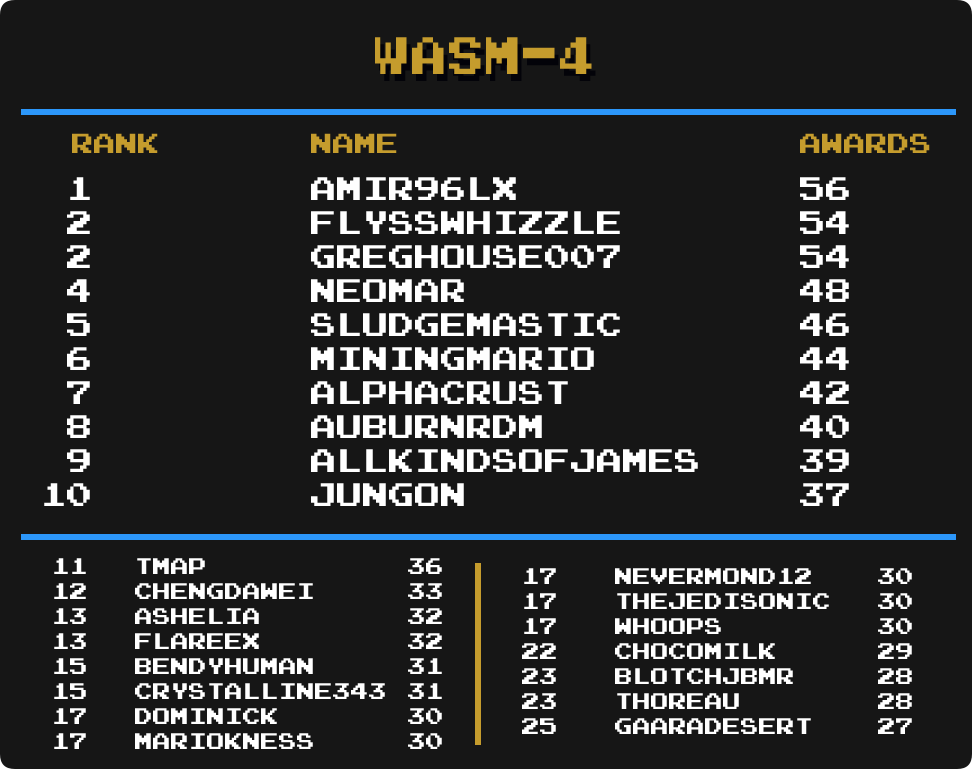 WASM-4
RANK NAME AWARDS
1 AMIR96LX 56
2 FLYSSWHIZZLE 54
2 GREGHOUSE007 54
4 NEOMAR 48
5 SLUDGEMASTIC 46
6 MININGMARIO 44
7 ALPHACRUST 42
8 AUBURNRDM 40
9 ALLKINDSOFJAMES 39
10 JUNGON 37
11 TMAP 36
12 CHENGDAWEI 33
13 ASHELIA 32
13 FLAREEX 32
15 BENDYHUMAN 31
15 CRYSTALLINE343 31
17 DOMINICK 30
17 MARIOKNESS 30
17 NEVERMOND12 30
17 THEJEDISONIC 30
17 WHOOPS 30
22 CHOCOMILK 29
23 BLOTCHJBMR 28
23 THOREAU 28
25 GAARADESERT 27